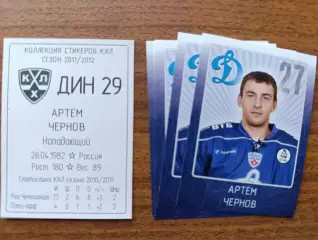 КОЛЛЕКЦИЯ СТИКЕРОВ КХЛ
СЕЗОН 2011/2012
КХЛ
ДИН 29
АРТЁМ
ЧЕРНОВ
Нападающий
28.04.1982 ☆ Россия
Рост 180 ☆ Вес. 89
Статистика КХЛ сезона 2010/2011
27
АРТЁМ
ЧЕРНОВ